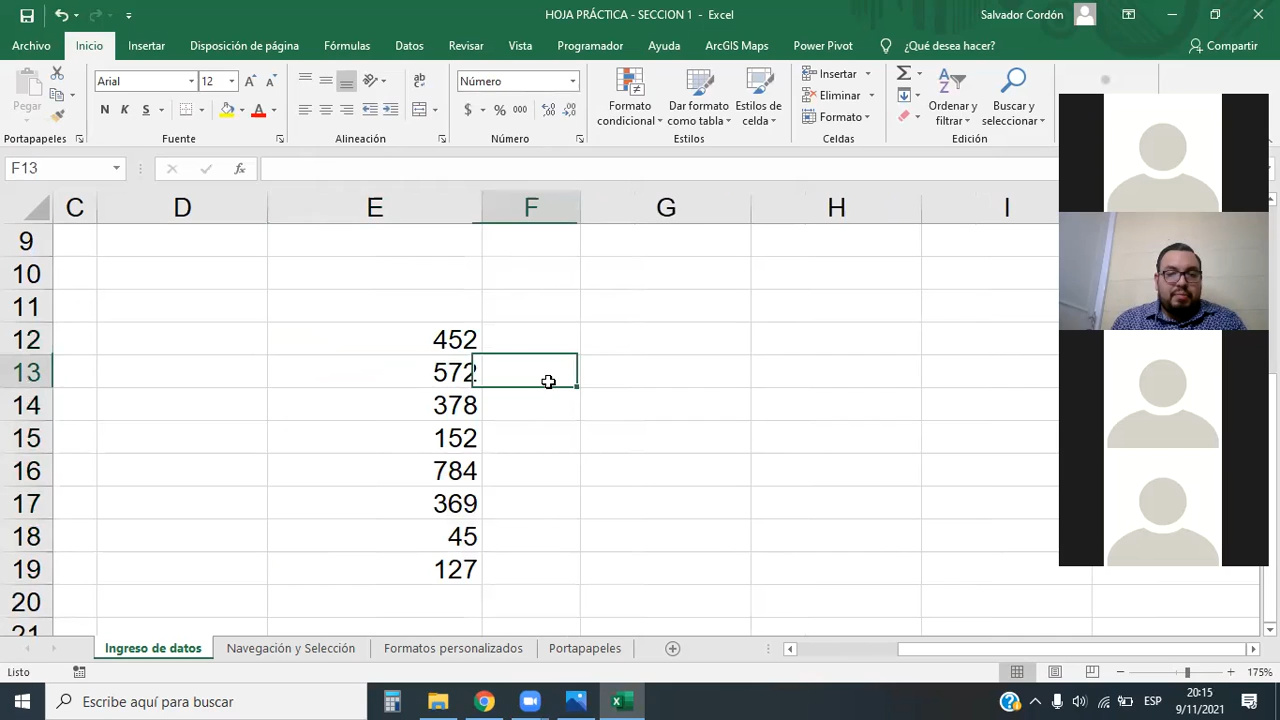 HOJA PRÁCTICA - SECCION 1 - Excel
Salvador Cordón
Archivo Inicio Insertar Disposición de página Fórmulas Datos Revisar Vista Programador Ayuda ArcGIS Maps Power Pivot ¿Qué desea hacer? Compartir
Pegar
Arial 12
N K S
Número
$ % 000
Formato condicional
Dar formato como tabla
Estilos de celda
Insertar
Eliminar
Formato
Ordenar y filtrar
Buscar y seleccionar
Portapapeles Fuente Alineación Número Estilos Celdas Edición
F13 fx
C D E F G H I
9
10
11
12 452
13 572
14 378
15 152
16 784
17 369
18 45
19 127
20
21
Ingreso de datos Navegación y Selección Formatos personalizados Portapapeles
Listo 175%
Escribe aquí para buscar
ESP
20:15
9/11/2021